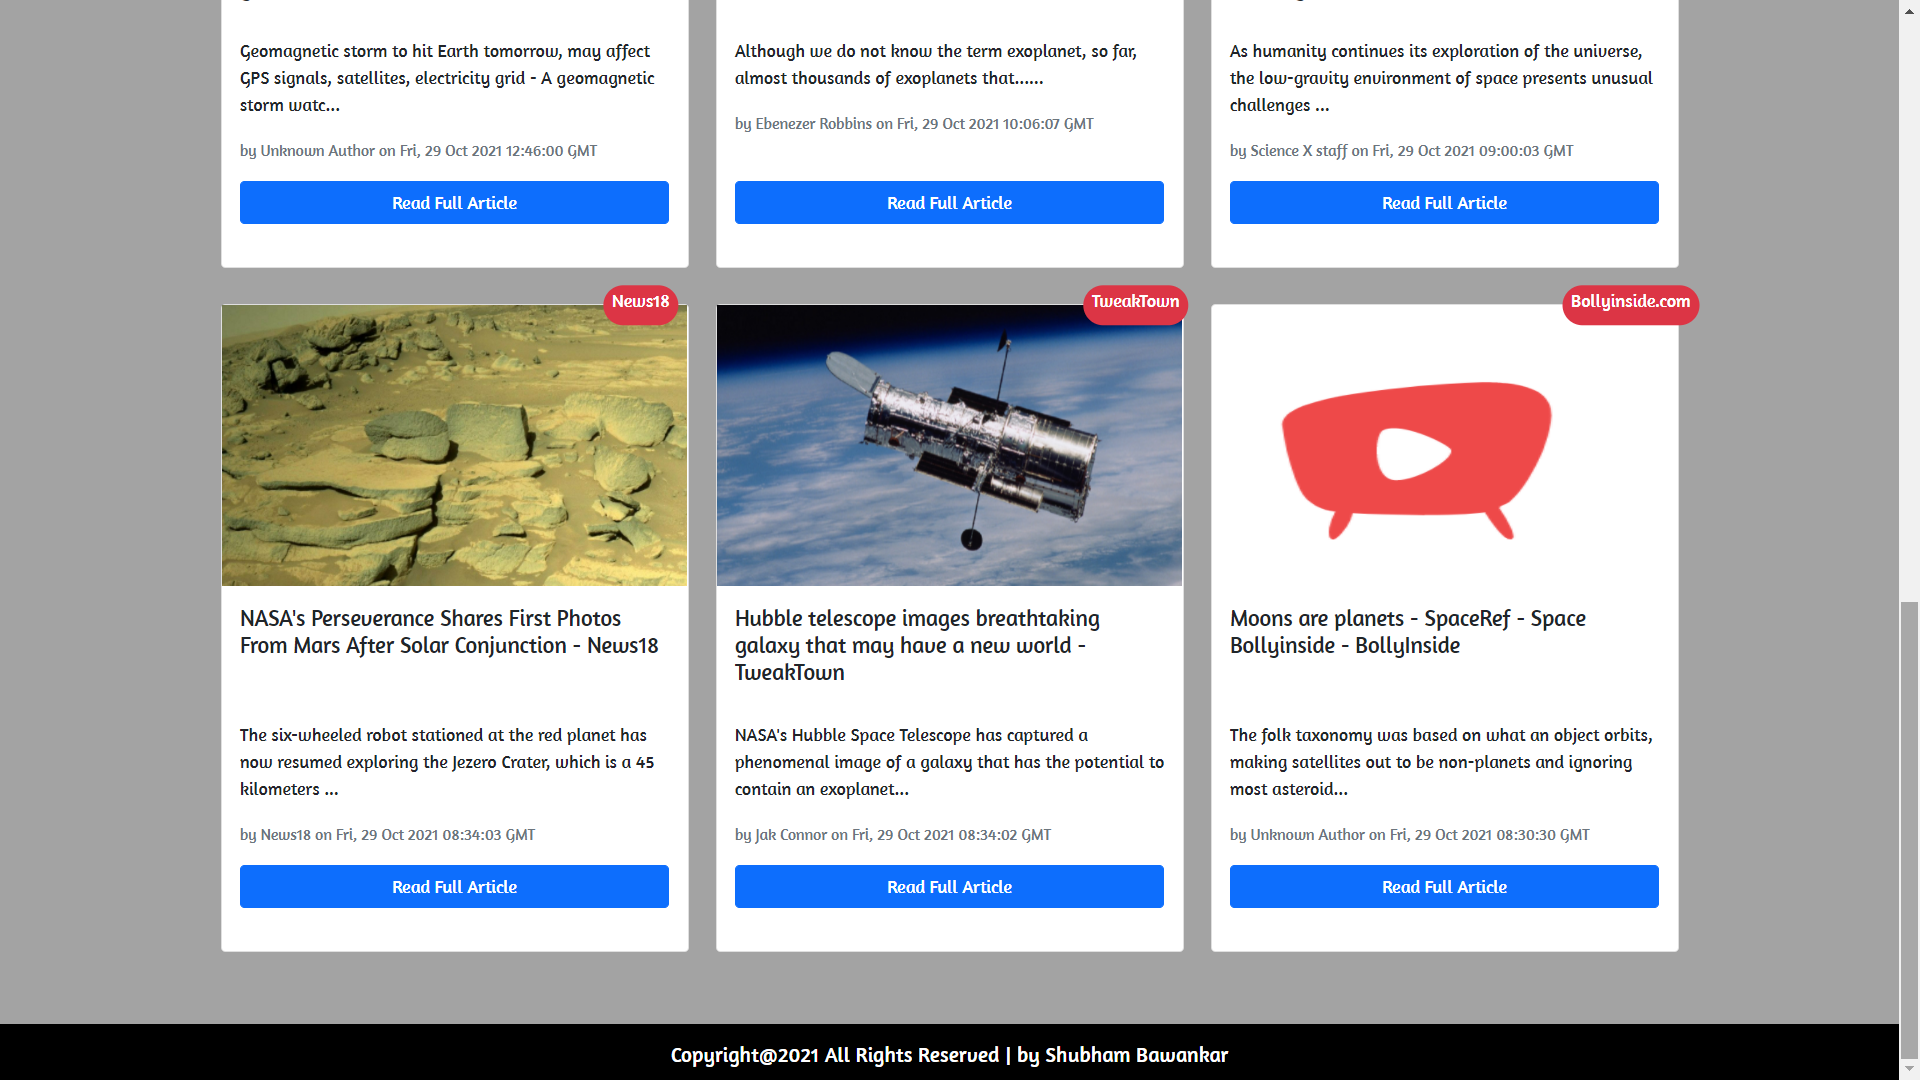 Geomagnetic storm to hit Earth tomorrow, may affect
GPS signals, satellites, electricity grid - A geomagnetic
storm watc...
by Unknown Author on Fri, 29 Oct 2021 12:46:00 GMT
Read Full Article
Although we do not know the term exoplanet, so far,
almost thousands of exoplanets that......
by Ebenezer Robbins on Fri, 29 Oct 2021 10:06:07 GMT
Read Full Article
As humanity continues its exploration of the universe,
the low-gravity environment of space presents unusual
challenges ...
by Science X staff on Fri, 29 Oct 2021 09:00:03 GMT
Read Full Article
News18
NASA's Perseverance Shares First Photos
From Mars After Solar Conjunction - News18
The six-wheeled robot stationed at the red planet has
now resumed exploring the Jezero Crater, which is a 45
kilometers ...
by News18 on Fri, 29 Oct 2021 08:34:03 GMT
Read Full Article
TweakTown
Hubble telescope images breathtaking
galaxy that may have a new world -
TweakTown
NASA's Hubble Space Telescope has captured a
phenomenal image of a galaxy that has the potential to
contain an exoplanet...
by Jak Connor on Fri, 29 Oct 2021 08:34:02 GMT
Read Full Article
Bollyinside.com
Moons are planets - SpaceRef - Space
Bollyinside - BollyInside
The folk taxonomy was based on what an object orbits,
making satellites out to be non-planets and ignoring
most asteroid...
by Unknown Author on Fri, 29 Oct 2021 08:30:30 GMT
Read Full Article
Copyright@2021 All Rights Reserved | by Shubham Bawankar